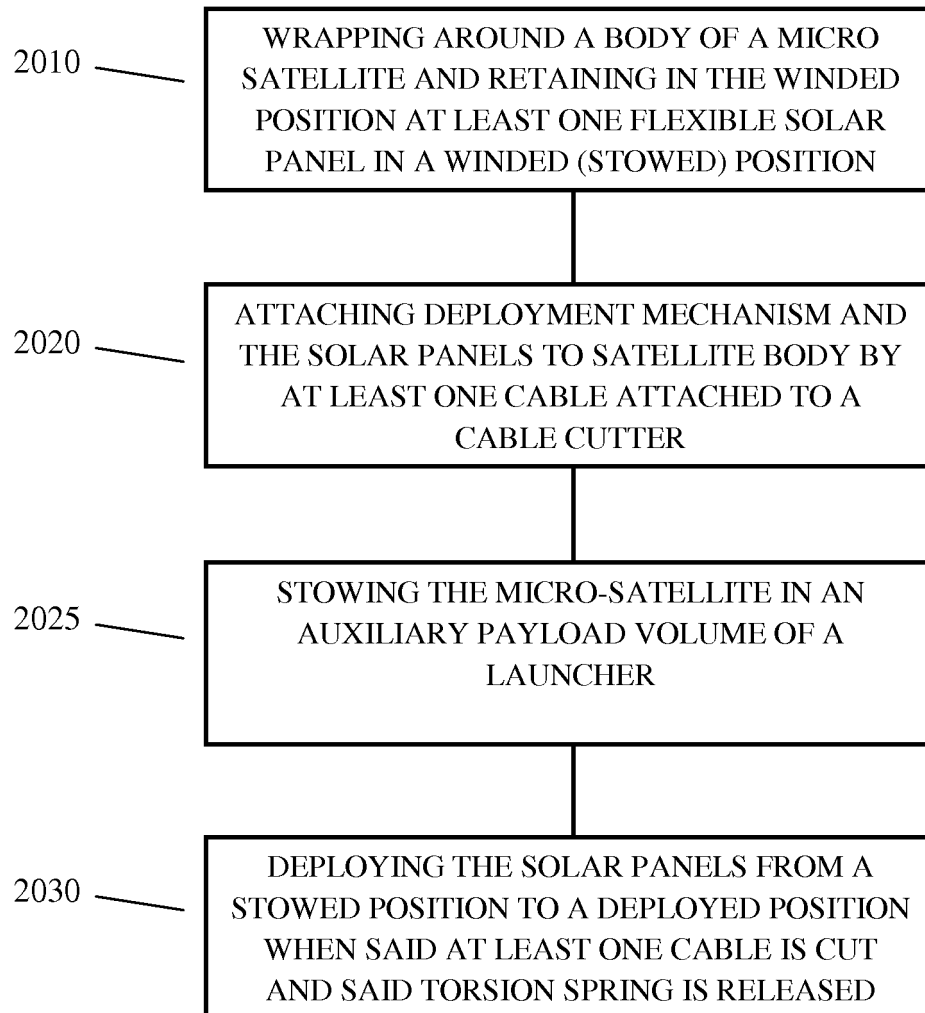 2010
WRAPPING AROUND A BODY OF A MICRO
SATELLITE AND RETAINING IN THE WINDED
POSITION AT LEAST ONE FLEXIBLE SOLAR
PANEL IN A WINDED (STOWED) POSITION
2020
ATTACHING DEPLOYMENT MECHANISM AND
THE SOLAR PANELS TO SATELLITE BODY BY
AT LEAST ONE CABLE ATTACHED TO A
CABLE CUTTER
2025
STOWING THE MICRO-SATELLITE IN AN
AUXILIARY PAYLOAD VOLUME OF A
LAUNCHER
2030
DEPLOYING THE SOLAR PANELS FROM A
STOWED POSITION TO A DEPLOYED POSITION
WHEN SAID AT LEAST ONE CABLE IS CUT
AND SAID TORSION SPRING IS RELEASED